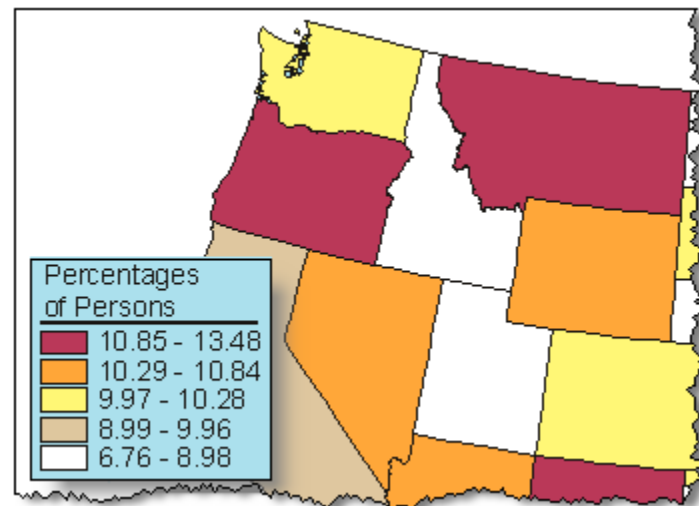 Percentages
of Persons
10.85 - 13.48
10.29 - 10.84
9.97 - 10.28
8.99 - 9.96
6.76 - 8.98